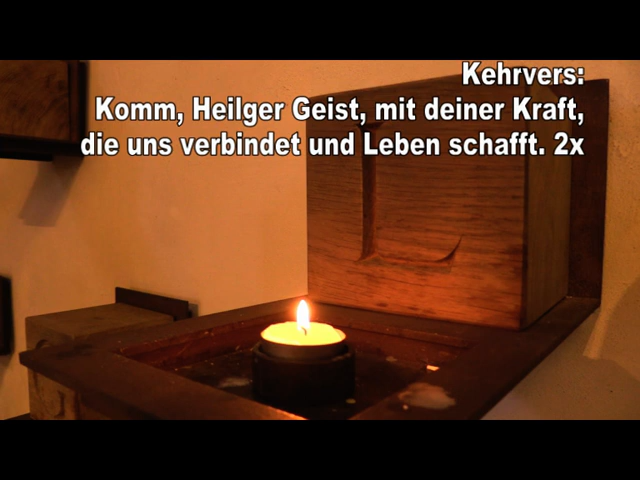 Kehrvers:
Komm, Heilger Geist, mit deiner Kraft,
die uns verbindet und Leben schafft. 2x